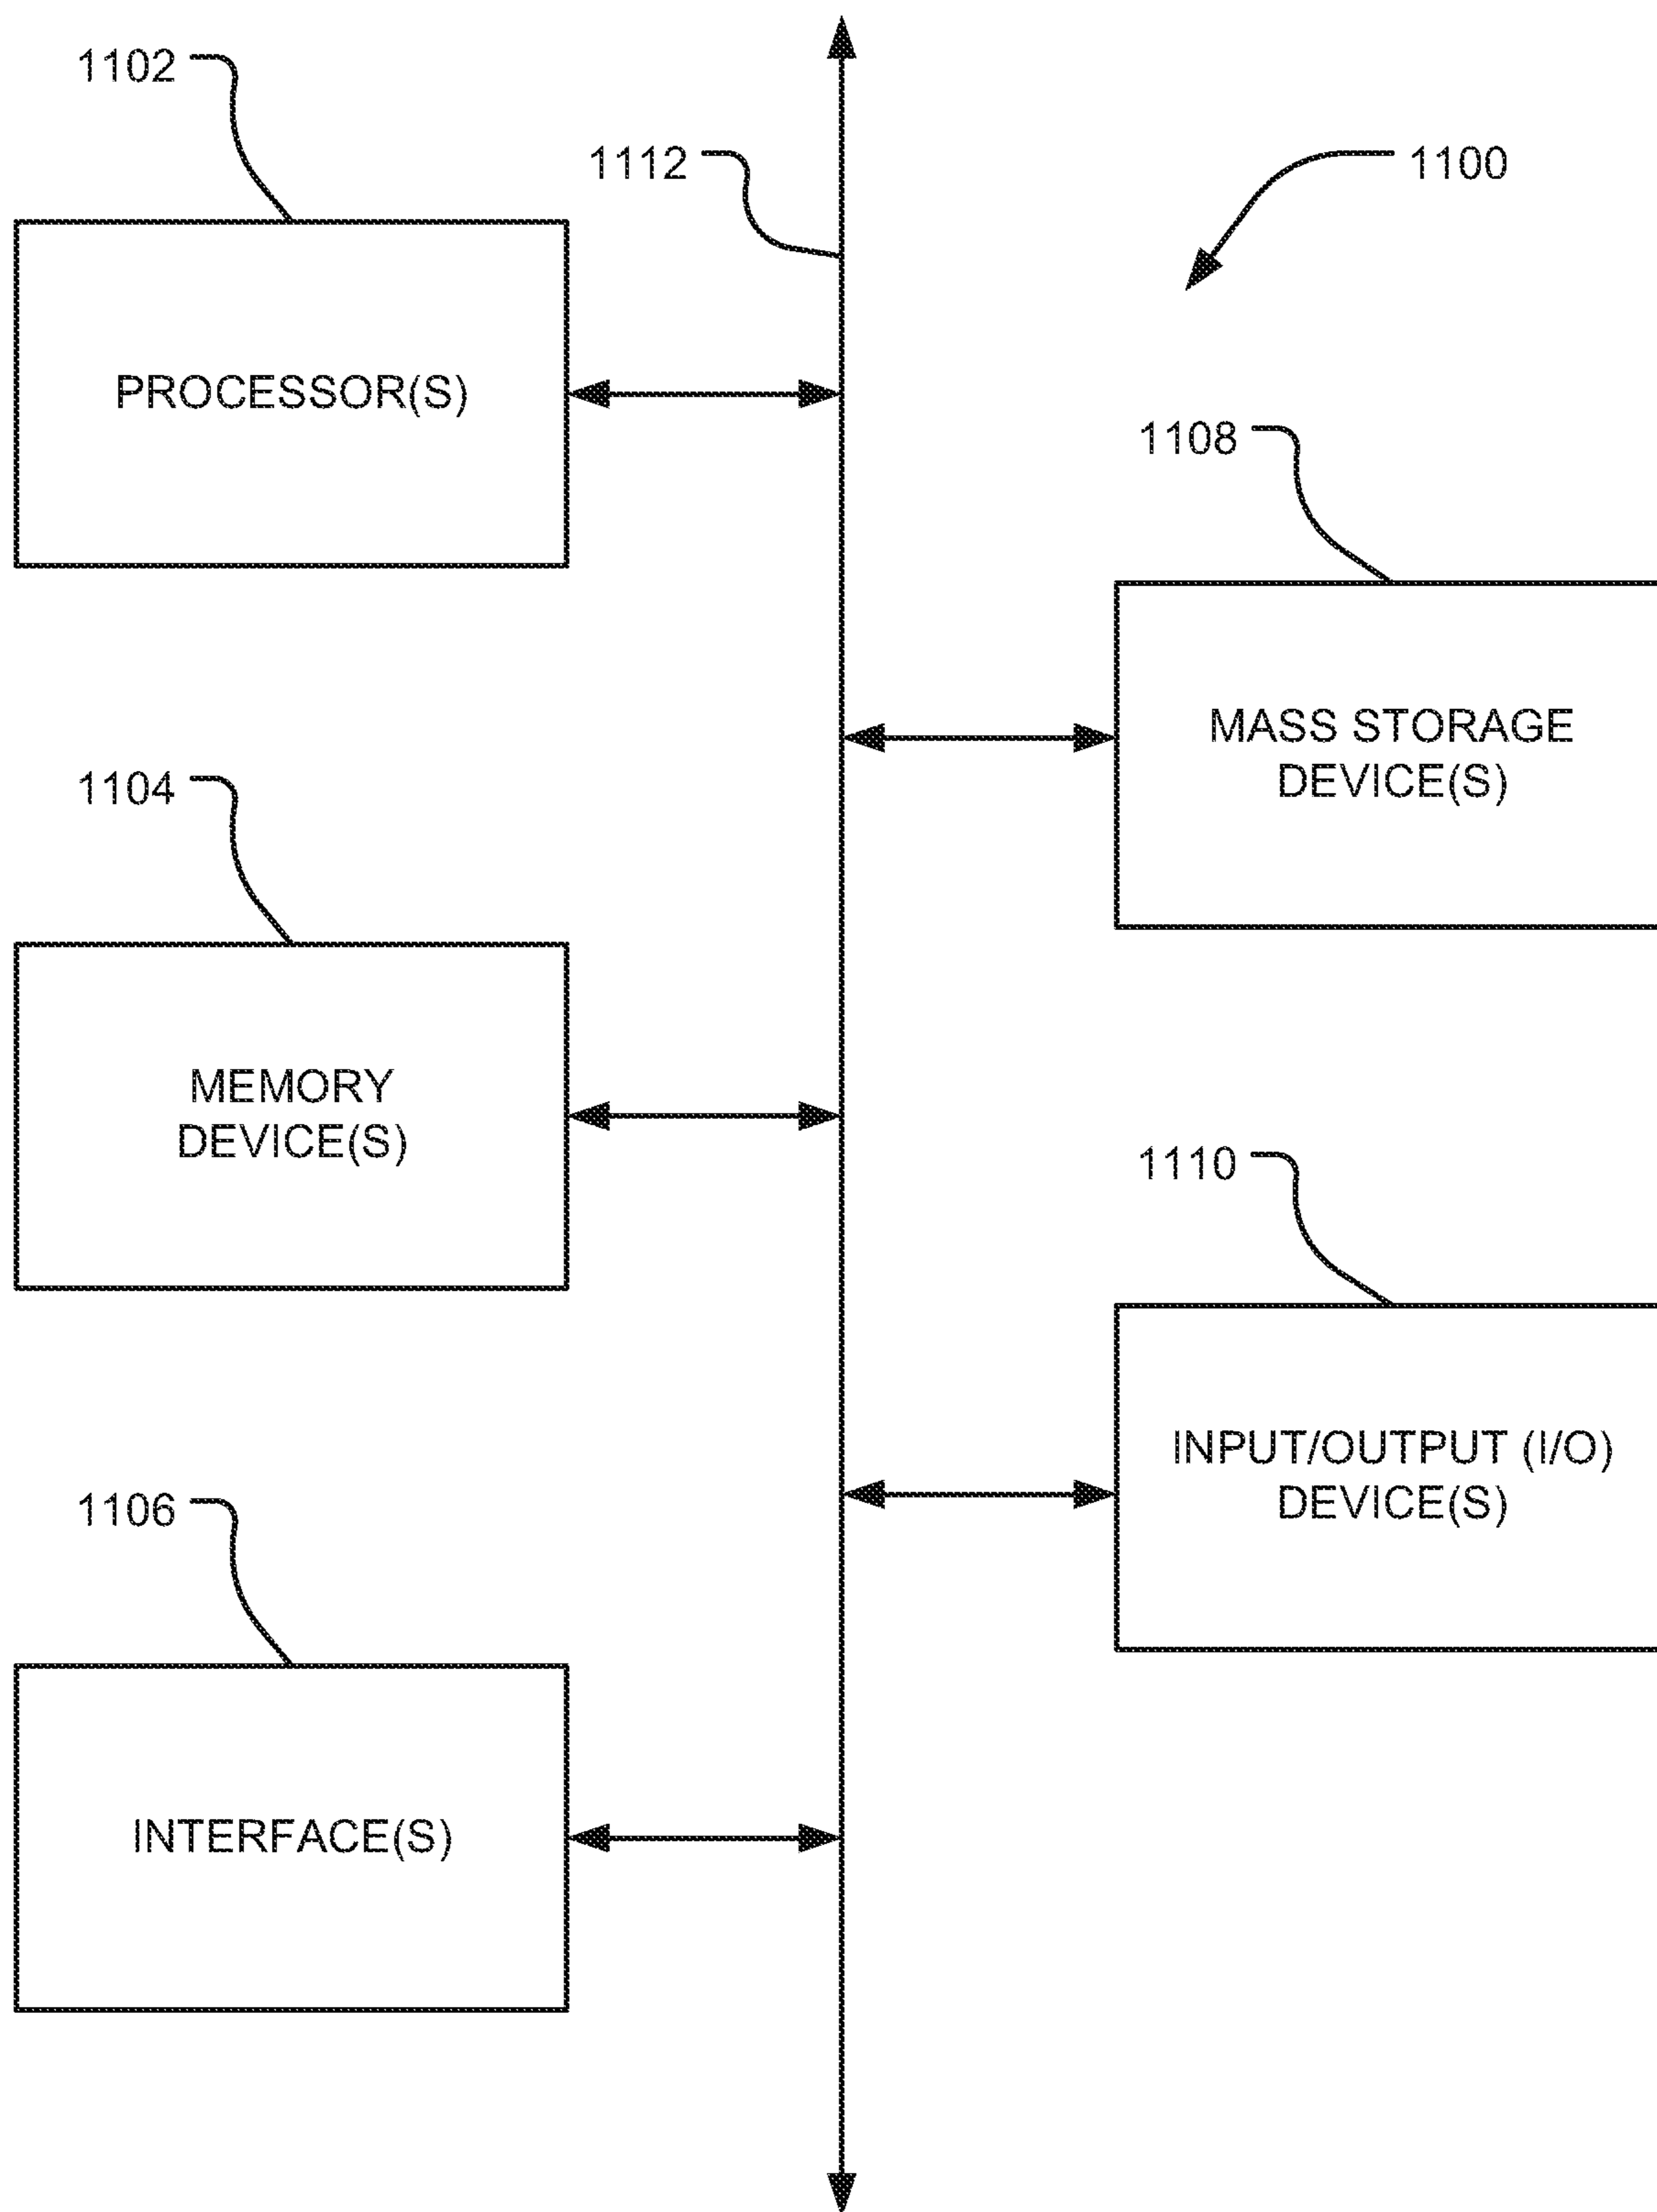 1102
1112
1100
PROCESSOR(S)
1108
MASS STORAGE
DEVICE(S)
1104
MEMORY
DEVICE(S)
1110
INPUT/OUTPUT (I/O)
DEVICE(S)
1106
INTERFACE(S)